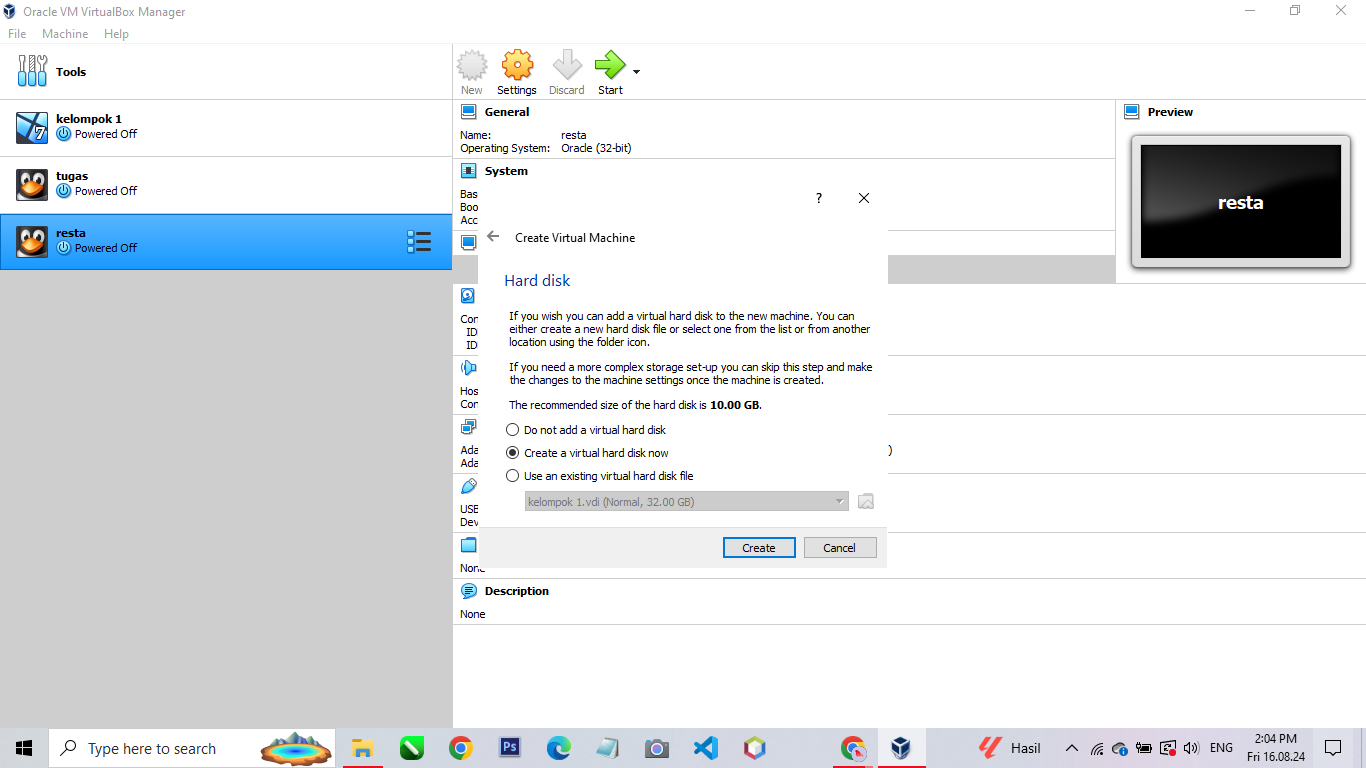 Oracle VM VirtualBox Manager
File Machine Help
Tools
kelompok 1
Powered Off
tugas
Powered Off
resta
Powered Off
New Settings Discard Start
General
Name: resta
Operating System: Oracle (32-bit)
System
Bas
Boo
Acc
Preview
resta
?
Create Virtual Machine
Hard disk
If you wish you can add a virtual hard disk to the new machine. You can
either create a new hard disk file or select one from the list or from another
location using the folder icon.
If you need a more complex storage set-up you can skip this step and make
the changes to the machine settings once the machine is created.
The recommended size of the hard disk is 10.00 GB.
Do not add a virtual hard disk
Create a virtual hard disk now
Use an existing virtual hard disk file
kelompok 1.vdi (Normal, 32.00 GB)
Create Cancel
Con
ID
ID
Hos
Con
Ada )
Ada
USB
Dev
None
Description
None
Type here to search
Ps
Hasil
ENG
2:04 PM
Fri 16.08.24